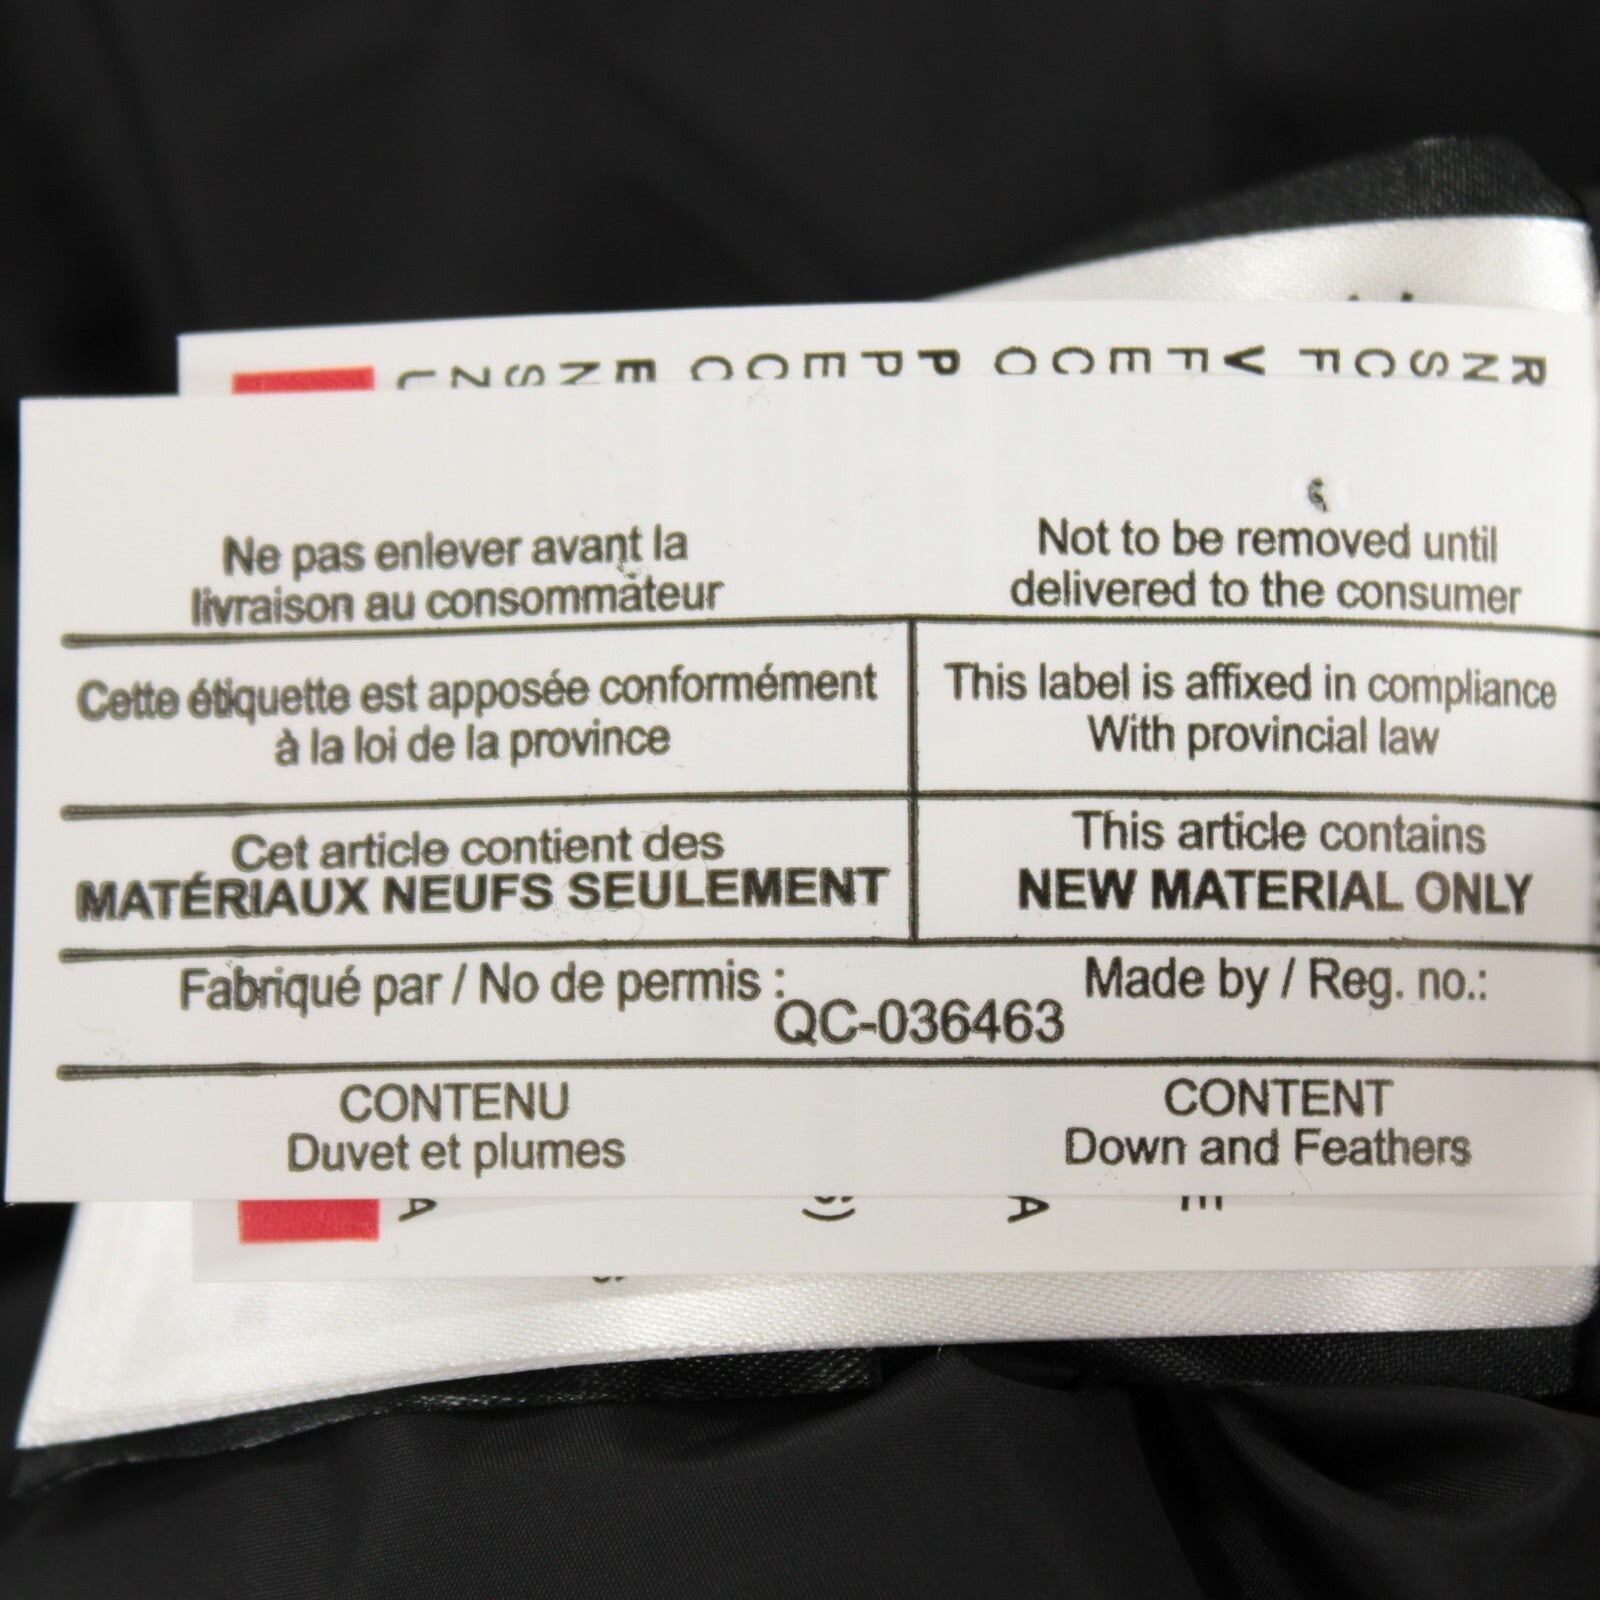 Ne pas enlever avant la
livraison au consommateur
Not to be removed until
delivered to the consumer
Cette étiquette est apposée conformément
à la loi de la province
This label is affixed in compliance
With provincial law
Cet article contient des
MATÉRIAUX NEUFS SEULEMENT
This article contains
NEW MATERIAL ONLY
Fabriqué par / No de permis :
Made by / Reg. no.:
QC-036463
CONTENU
Duvet et plumes
CONTENT
Down and Feathers